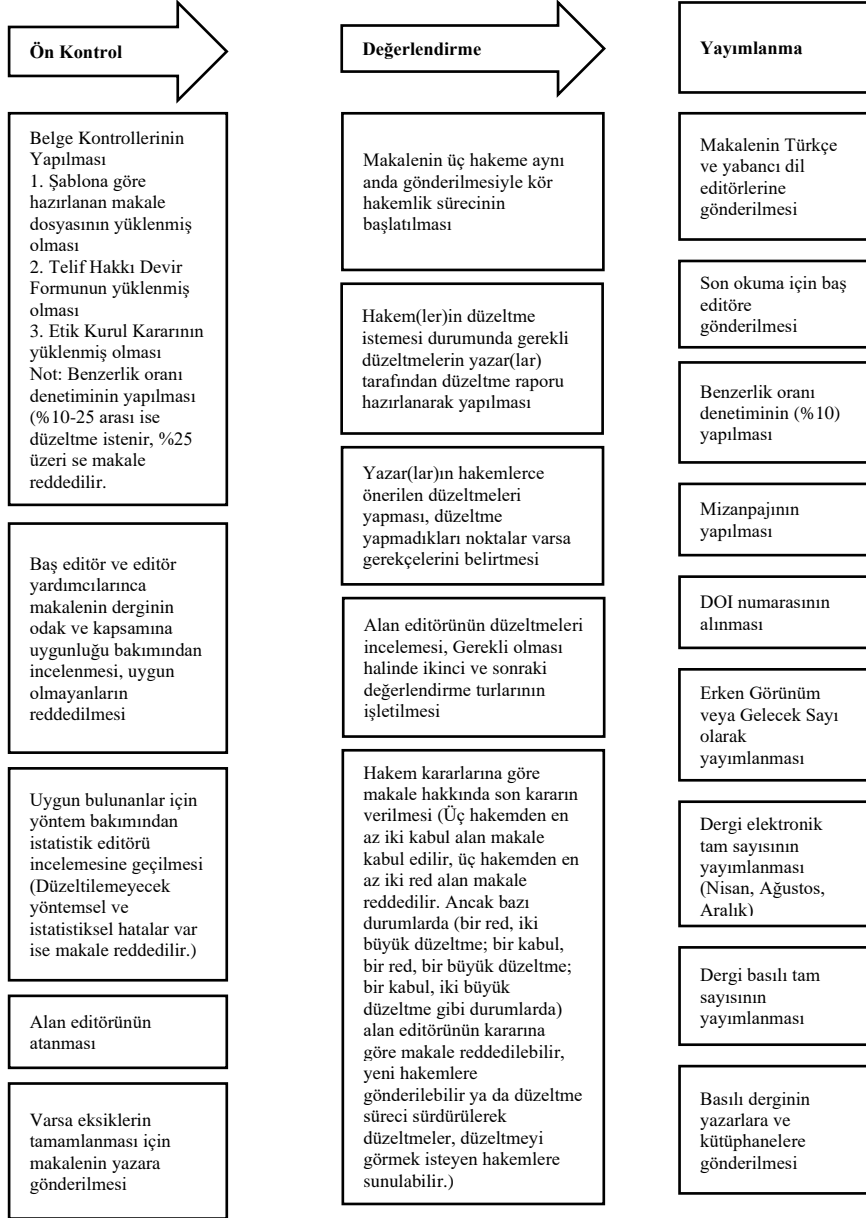 Ön Kontrol
Belge Kontrollerinin
Yapılması
1. Şablona göre
hazırlanan makale
dosyasının yüklenmiş
olması
2. Telif Hakkı Devir
Formunun yüklenmiş
olması
3. Etik Kurul Kararının
yüklenmiş olması
Not: Benzerlik oranı
denetiminin yapılması
(%10-25 arası ise
düzeltme istenir, %25
üzeri se makale
reddedilir.
Baş editör ve editör
yardımcılarınca
makalenin derginin
odak ve kapsamına
uygunluğu bakımından
incelenmesi, uygun
olmayanların
reddedilmesi
Uygun bulunanlar için
yöntem bakımından
istatistik editörü
incelemesine geçilmesi
(Düzeltilemeyecek
yöntemsel ve
istatistiksel hatalar var
ise makale reddedilir.)
Alan editörünün
atanması
Varsa eksiklerin
tamamlanması için
makalenin yazara
gönderilmesi
Değerlendirme
Makalenin üç hakeme aynı
anda gönderilmesiyle kör
hakemlik sürecinin
başlatılması
Hakem(ler)in düzeltme
istemesi durumunda gerekli
düzeltmelerin yazar(lar)
tarafından düzeltme raporu
hazırlanarak yapılması
Yazar(lar)ın hakemlerce
önerilen düzeltmeleri
yapması, düzeltme
yapmadıkları noktalar varsa
gerekçelerini belirtmesi
Alan editörünün düzeltmeleri
incelemesi, Gerekli olması
halinde ikinci ve sonraki
değerlendirme turlarının
işletilmesi
Hakem kararlarına göre
makale hakkında son kararın
verilmesi (Üç hakemden en
az iki kabul alan makale
kabul edilir, üç hakemden en
az iki red alan makale
reddedilir. Ancak bazı
durumlarda (bir red, iki
büyük düzeltme; bir kabul,
bir red, bir büyük düzeltme;
bir kabul, iki büyük
düzeltme gibi durumlarda)
alan editörünün kararına
göre makale reddedilebilir,
yeni hakemlere
gönderilebilir ya da düzeltme
süreci sürdürülerek
düzeltmeler, düzeltmeyi
görmek isteyen hakemlere
sunulabilir.)
Yayımlanma
Makalenin Türkçe
ve yabancı dil
editörlerine
gönderilmesi
Son okuma için baş
editöre
gönderilmesi
Benzerlik oranı
denetiminin (%10)
yapılması
Mizanpajının
yapılması
DOI numarasının
alınması
Erken Görünüm
veya Gelecek Sayı
olarak
yayımlanması
Dergi elektronik
tam sayısının
yayımlanması
(Nisan, Ağustos,
Aralık)
Dergi basılı tam
sayısının
yayımlanması
Basılı derginin
yazarlara ve
kütüphanelere
gönderilmesi